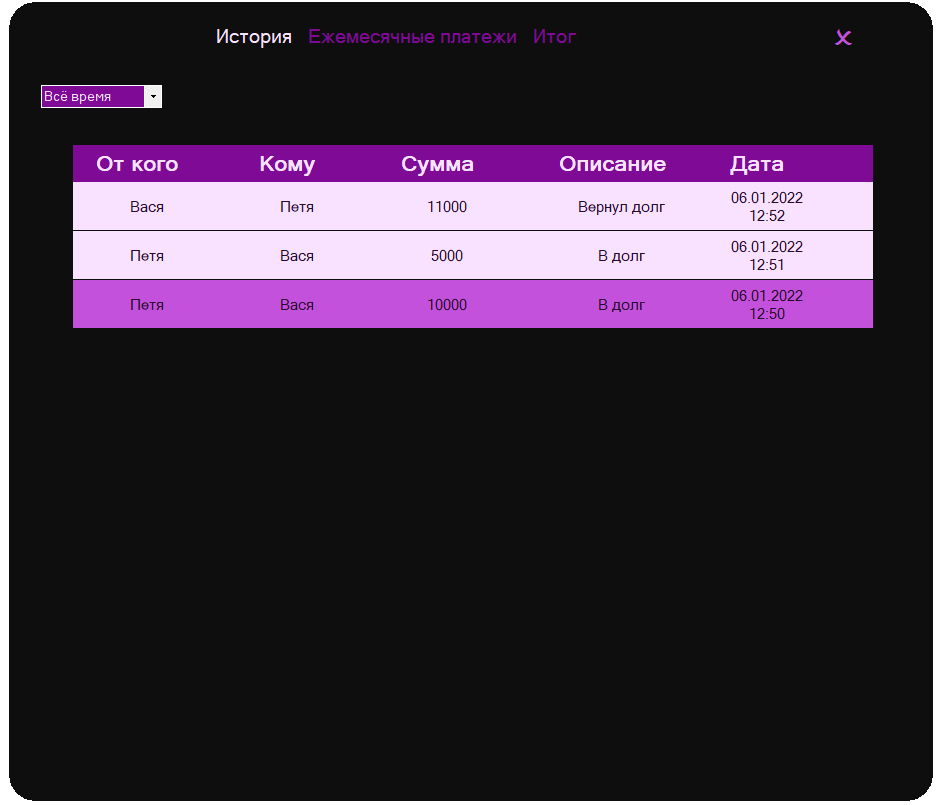 История Ежемесячные платежи Итог x
Всё время
От кого Кому Сумма Описание Дата
Вася Петя 11000 Вернул долг 06.01.2022
12:52
Петя Вася 5000 В долг 06.01.2022
12:51
Петя Вася 10000 В долг 06.01.2022
12:50